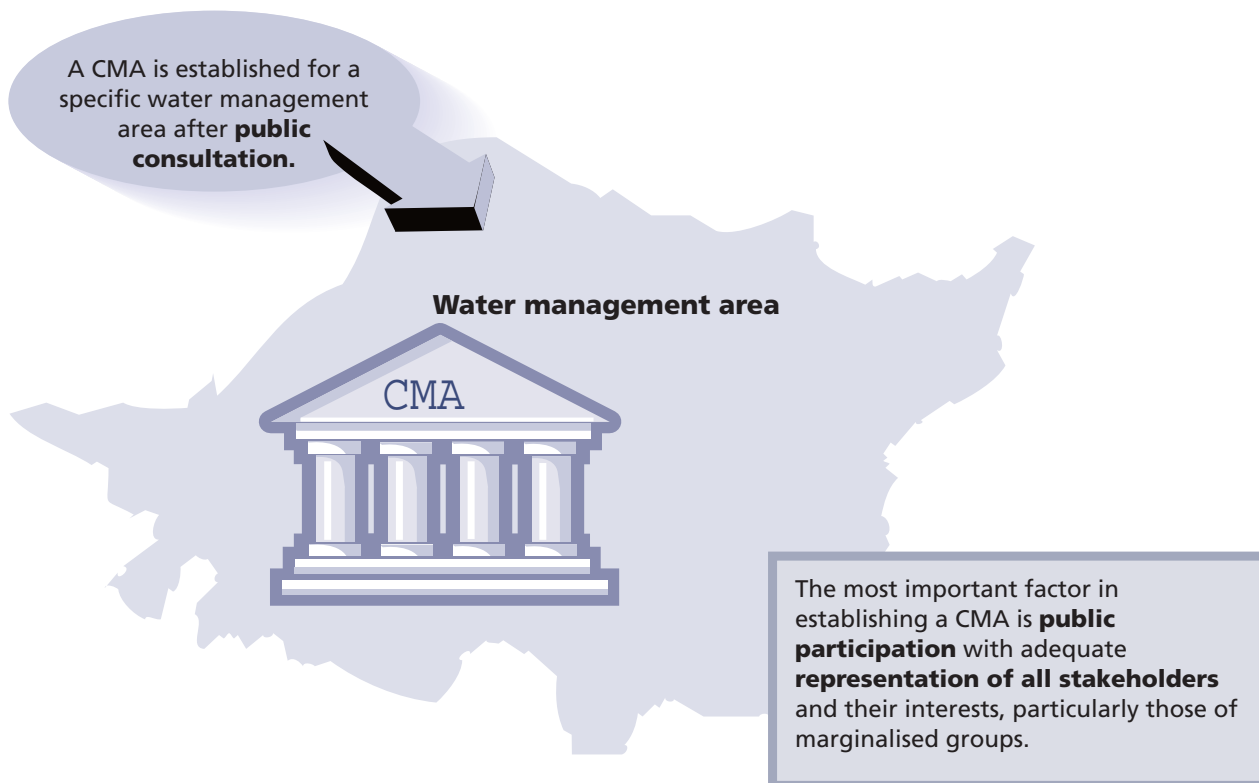 A CMA is established for a
specific water management
area after public
consultation.
Water management area
CMA
The most important factor in
establishing a CMA is public
participation with adequate
representation of all stakeholders
and their interests, particularly those of
marginalised groups.